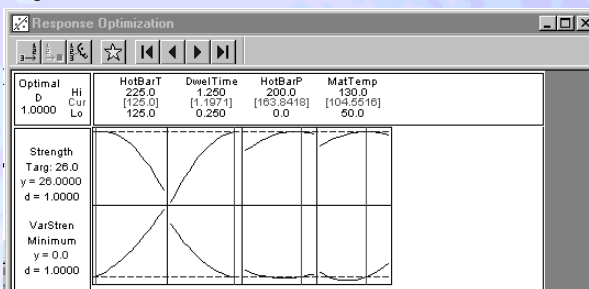 Response Optimization
Optimal
D
1.0000
Hi
Cur
Lo
HotBarT
225.0
[125.0]
125.0
DwelTime
1.250
[1.1971]
0.250
HotBarP
200.0
[163.8418]
0.0
MatTemp
130.0
[104.5516]
50.0
Strength
Targ: 26.0
y = 26.0000
d = 1.0000
VarStren
Minimum
y = 0.0
d = 1.0000